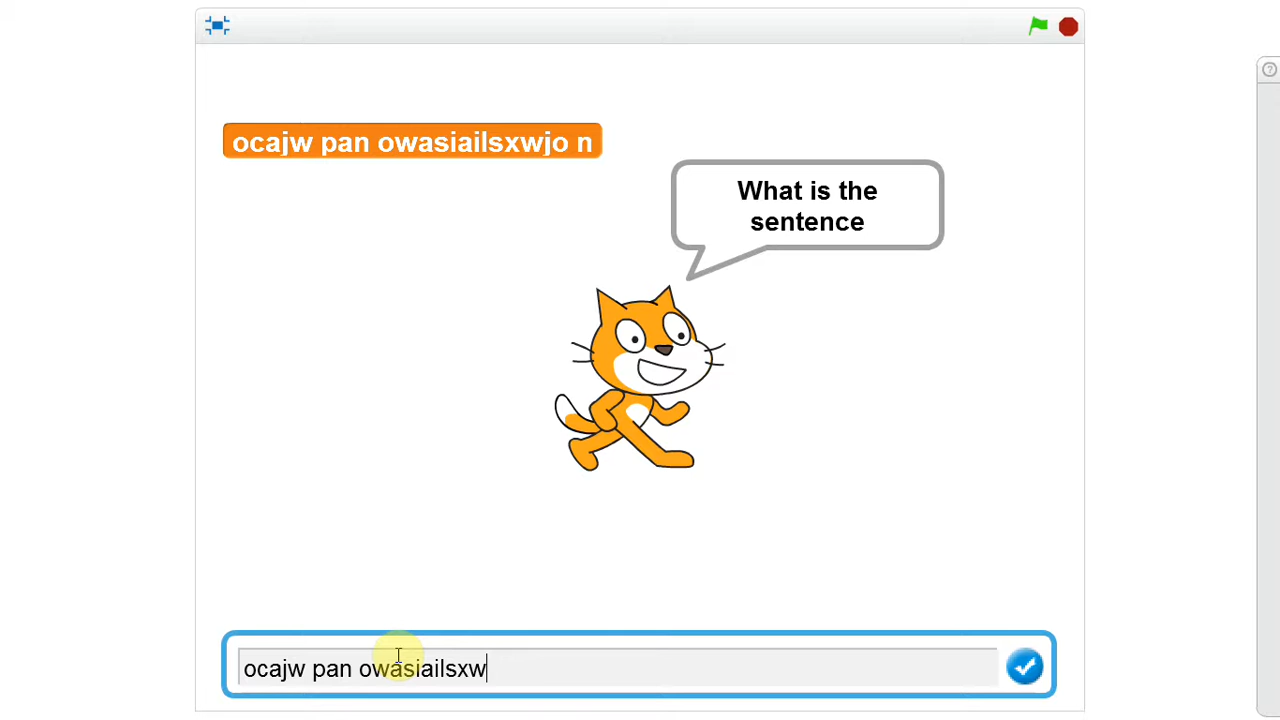 ocajw pan owasiailsxwjo n
What is the
sentence
ocajw pan owasiailsxw